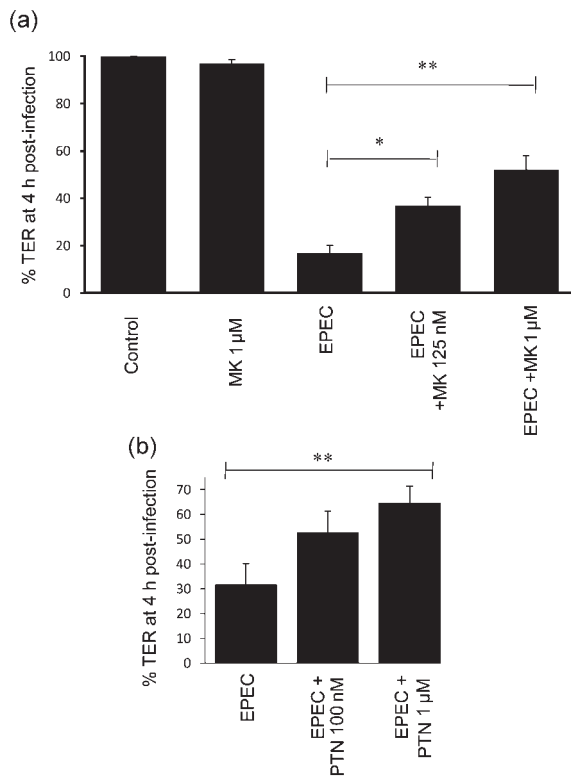 (a)
% TER at 4 h post-infection
100
80
60
40
20
0
*
**
Control
MK 1 μM
EPEC
EPEC
+MK 125 nM
EPEC +MK 1 μM
(b)
% TER at 4 h post-infection
70
60
50
40
30
20
10
0
**
EPEC
EPEC +
PTN 100 nM
EPEC +
PTN 1 μM